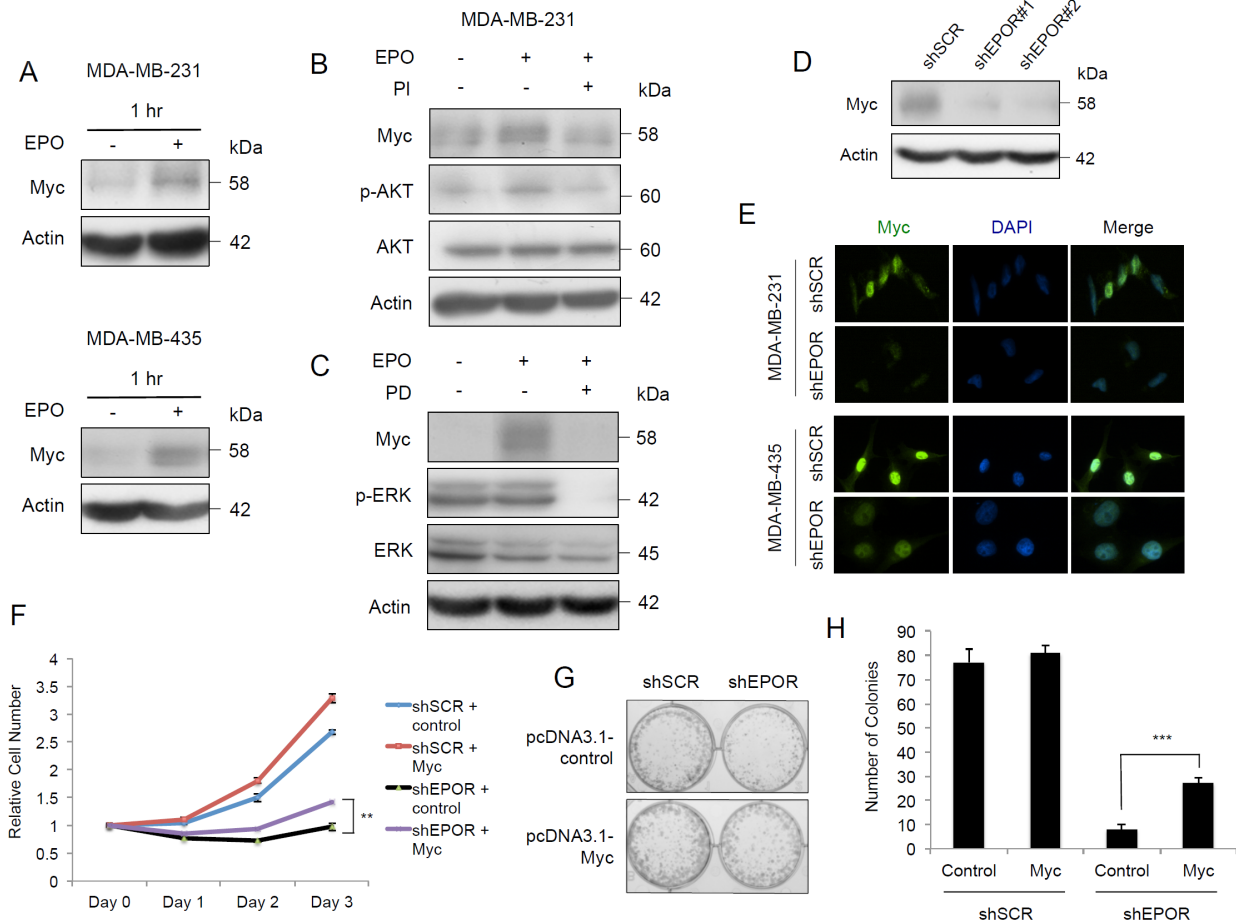 A
MDA-MB-231
1 hr
EPO - +
kDa
Myc
58
Actin
42
MDA-MB-435
1 hr
EPO - +
kDa
Myc
58
Actin
42
B
MDA-MB-231
EPO - + +
PI - - +
kDa
Myc
58
p-AKT
60
AKT
60
Actin
42
C
EPO - + +
PD - - +
kDa
Myc
58
p-ERK
42
ERK
45
Actin
42
D
shSCR
shEPOR#1
shEPOR#2
kDa
Myc
58
Actin
42
E
Myc DAPI Merge
MDA-MB-231
shSCR
shEPOR
MDA-MB-435
shSCR
shEPOR
F
Relative Cell Number
4
3.5
3
2.5
2
1.5
1
0.5
0
Day 0 Day 1 Day 2 Day 3
**
shSCR +
control
shSCR +
Myc
shEPOR +
control
shEPOR +
Myc
G
shSCR shEPOR
pcDNA3.1-
control
pcDNA3.1-
Myc
H
Number of Colonies
90
80
70
60
50
40
30
20
10
0
***
Control Myc Control Myc
shSCR shEPOR